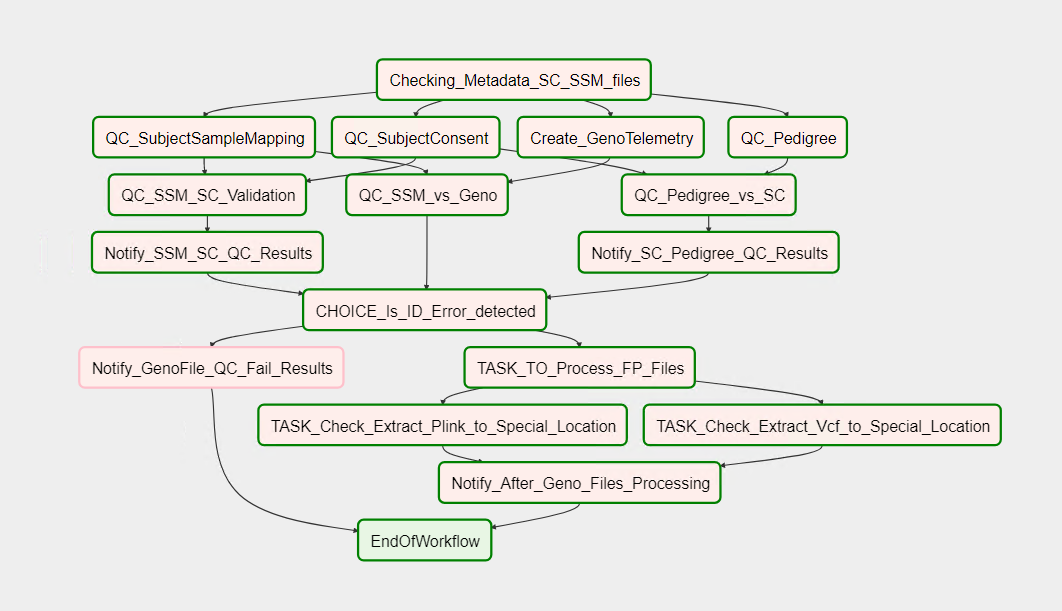 Checking_Metadata_SC_SSM_files
QC_SubjectSampleMapping
QC_SubjectConsent
Create_GenoTelemetry
QC_Pedigree
QC_SSM_SC_Validation
QC_SSM_vs_Geno
QC_Pedigree_vs_SC
Notify_SSM_SC_QC_Results
Notify_SC_Pedigree_QC_Results
CHOICE_Is_ID_Error_detected
Notify_GenoFile_QC_Fail_Results
TASK_TO_Process_FP_Files
TASK_Check_Extract_Plink_to_Special_Location
TASK_Check_Extract_Vcf_to_Special_Location
Notify_After_Geno_Files_Processing
EndOfWorkflow